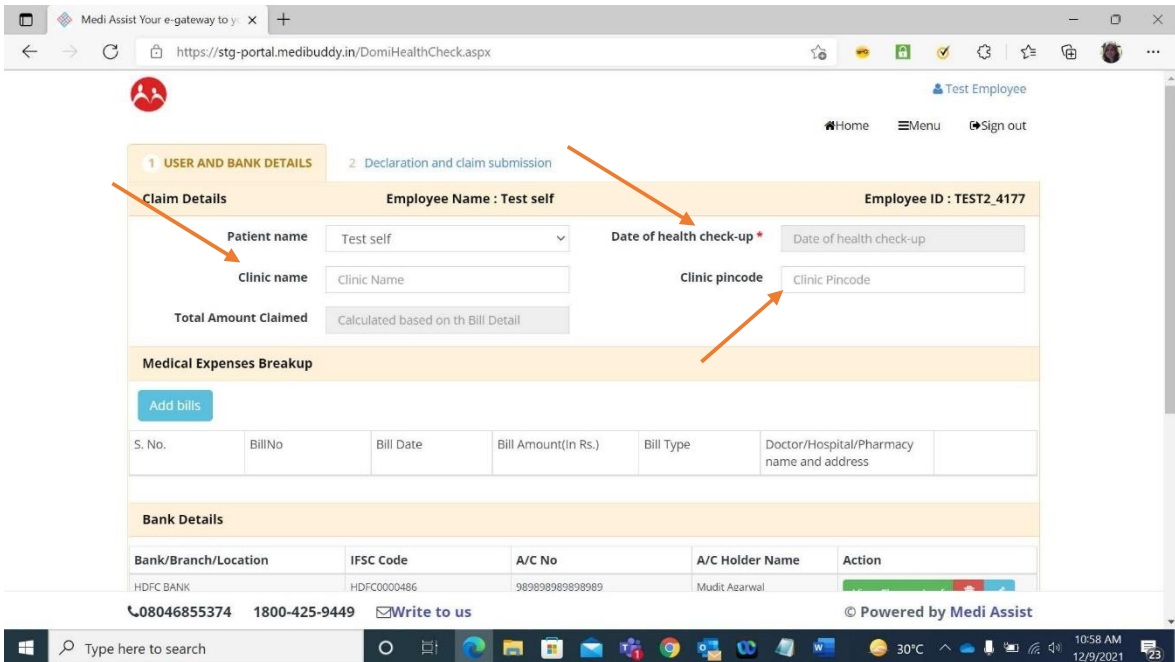 Medi Assist Your e-gateway to y
https://stg-portal.medibuddy.in/DomiHealthCheck.aspx
Test Employee
Home Menu Sign out
1 USER AND BANK DETAILS 2 Declaration and claim submission
Claim Details Employee Name : Test self Employee ID : TEST2_4177
Patient name Test self Date of health check-up * Date of health check-up
Clinic name Clinic Name Clinic pincode Clinic Pincode
Total Amount Claimed Calculated based on th Bill Detail
Medical Expenses Breakup
Add bills
S. No. BillNo Bill Date Bill Amount(In Rs.) Bill Type Doctor/Hospital/Pharmacy
name and address
Bank Details
Bank/Branch/Location IFSC Code A/C No A/C Holder Name Action
HDFC BANK HDFC0000486 989898989898989 Mudit Agarwal
08046855374 1800-425-9449 Write to us © Powered by Medi Assist
Type here to search 30°C 10:58 AM
12/9/2021 23